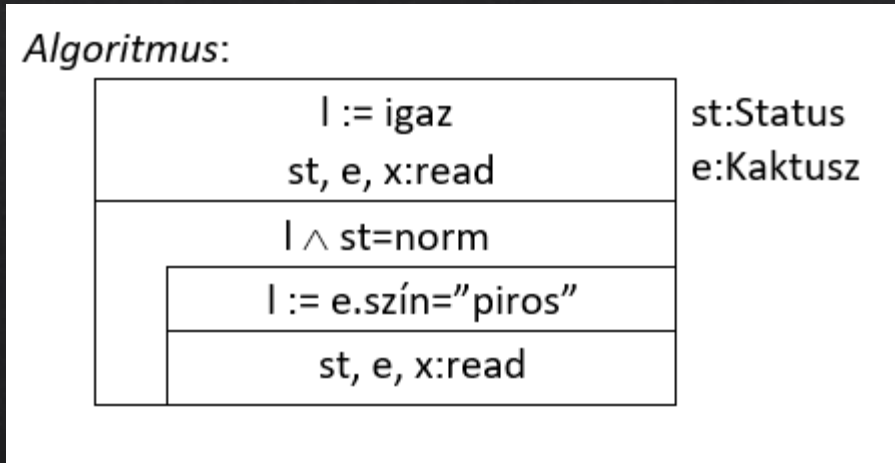 Algoritmus:
l := igaz
st:Status
st, e, x:read
e:Kaktusz
l ∧ st=norm
l := e.szín=”piros”
st, e, x:read